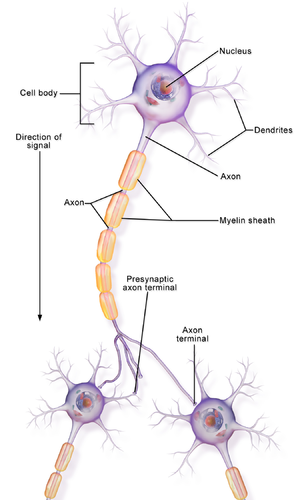 Nucleus
Cell body
Dendrites
Direction of
signal
Axon
Axon
Myelin sheath
Presynaptic
axon terminal
Axon
terminal